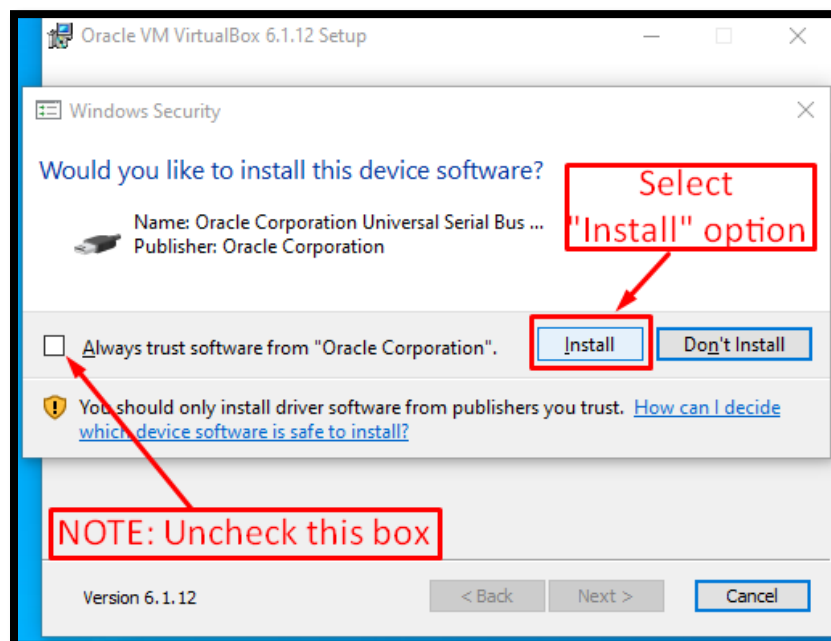 Oracle VM VirtualBox 6.1.12 Setup
Windows Security
Would you like to install this device software?
Name: Oracle Corporation Universal Serial Bus ...
Publisher: Oracle Corporation
Select
"Install" option
Always trust software from "Oracle Corporation".
Install
Don't Install
You should only install driver software from publishers you trust. How can I decide
which device software is safe to install?
NOTE: Uncheck this box
Version 6.1.12
< Back
Next >
Cancel